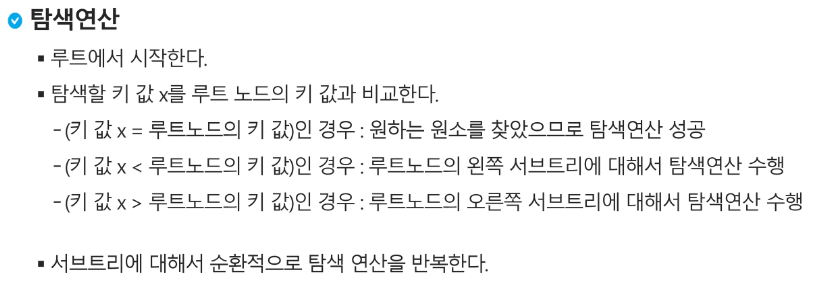 탐색연산
▪ 루트에서 시작한다.
▪ 탐색할 키 값 x를 루트 노드의 키 값과 비교한다.
-(키 값 x = 루트노드의 키 값)인 경우 : 원하는 원소를 찾았으므로 탐색연산 성공
-(키 값 x < 루트노드의 키 값)인 경우 : 루트노드의 왼쪽 서브트리에 대해서 탐색연산 수행
-(키 값 x > 루트노드의 키 값)인 경우 : 루트노드의 오른쪽 서브트리에 대해서 탐색연산 수행
▪ 서브트리에 대해서 순환적으로 탐색 연산을 반복한다.